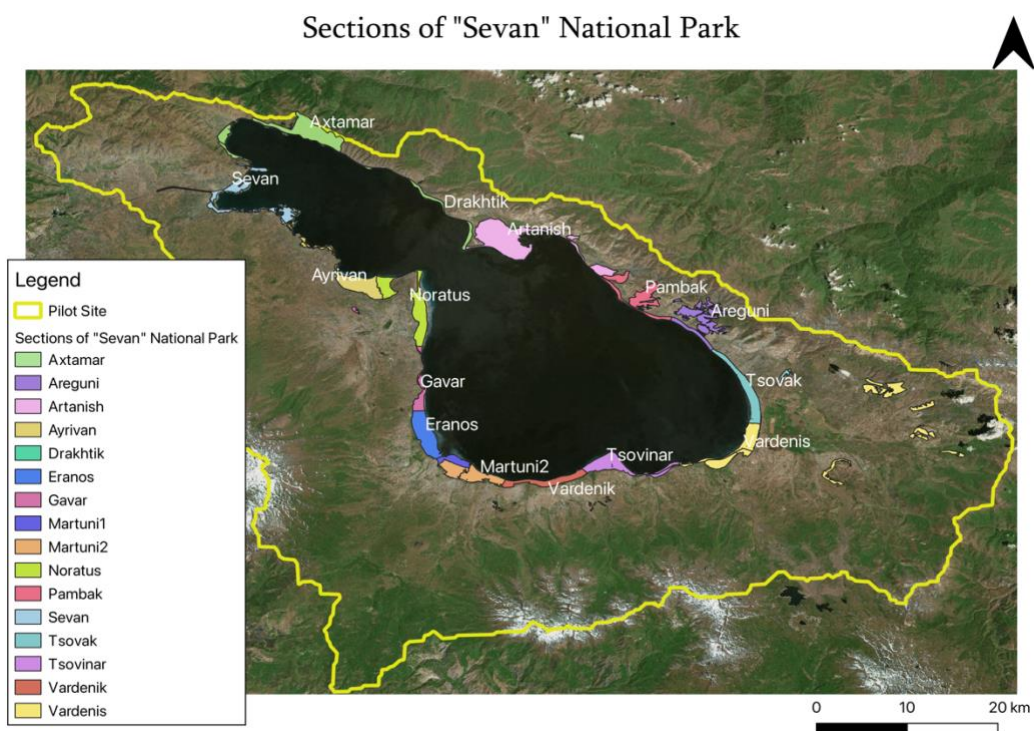 Sections of "Sevan" National Park
Axtamar
Sevan
Drakhtik
Artanish
Ayrivan
Noratus
Pambak
Areguni
Gavar
Tsovak
Eranos
Vardenis
Martuni2
Tsovinar
Vardenik
Legend
Pilot Site
Sections of "Sevan" National Park
Axtamar
Areguni
Artanish
Ayrivan
Drakhtik
Eranos
Gavar
Martuni1
Martuni2
Noratus
Pambak
Sevan
Tsovak
Tsovinar
Vardenik
Vardenis
0 10 20 km